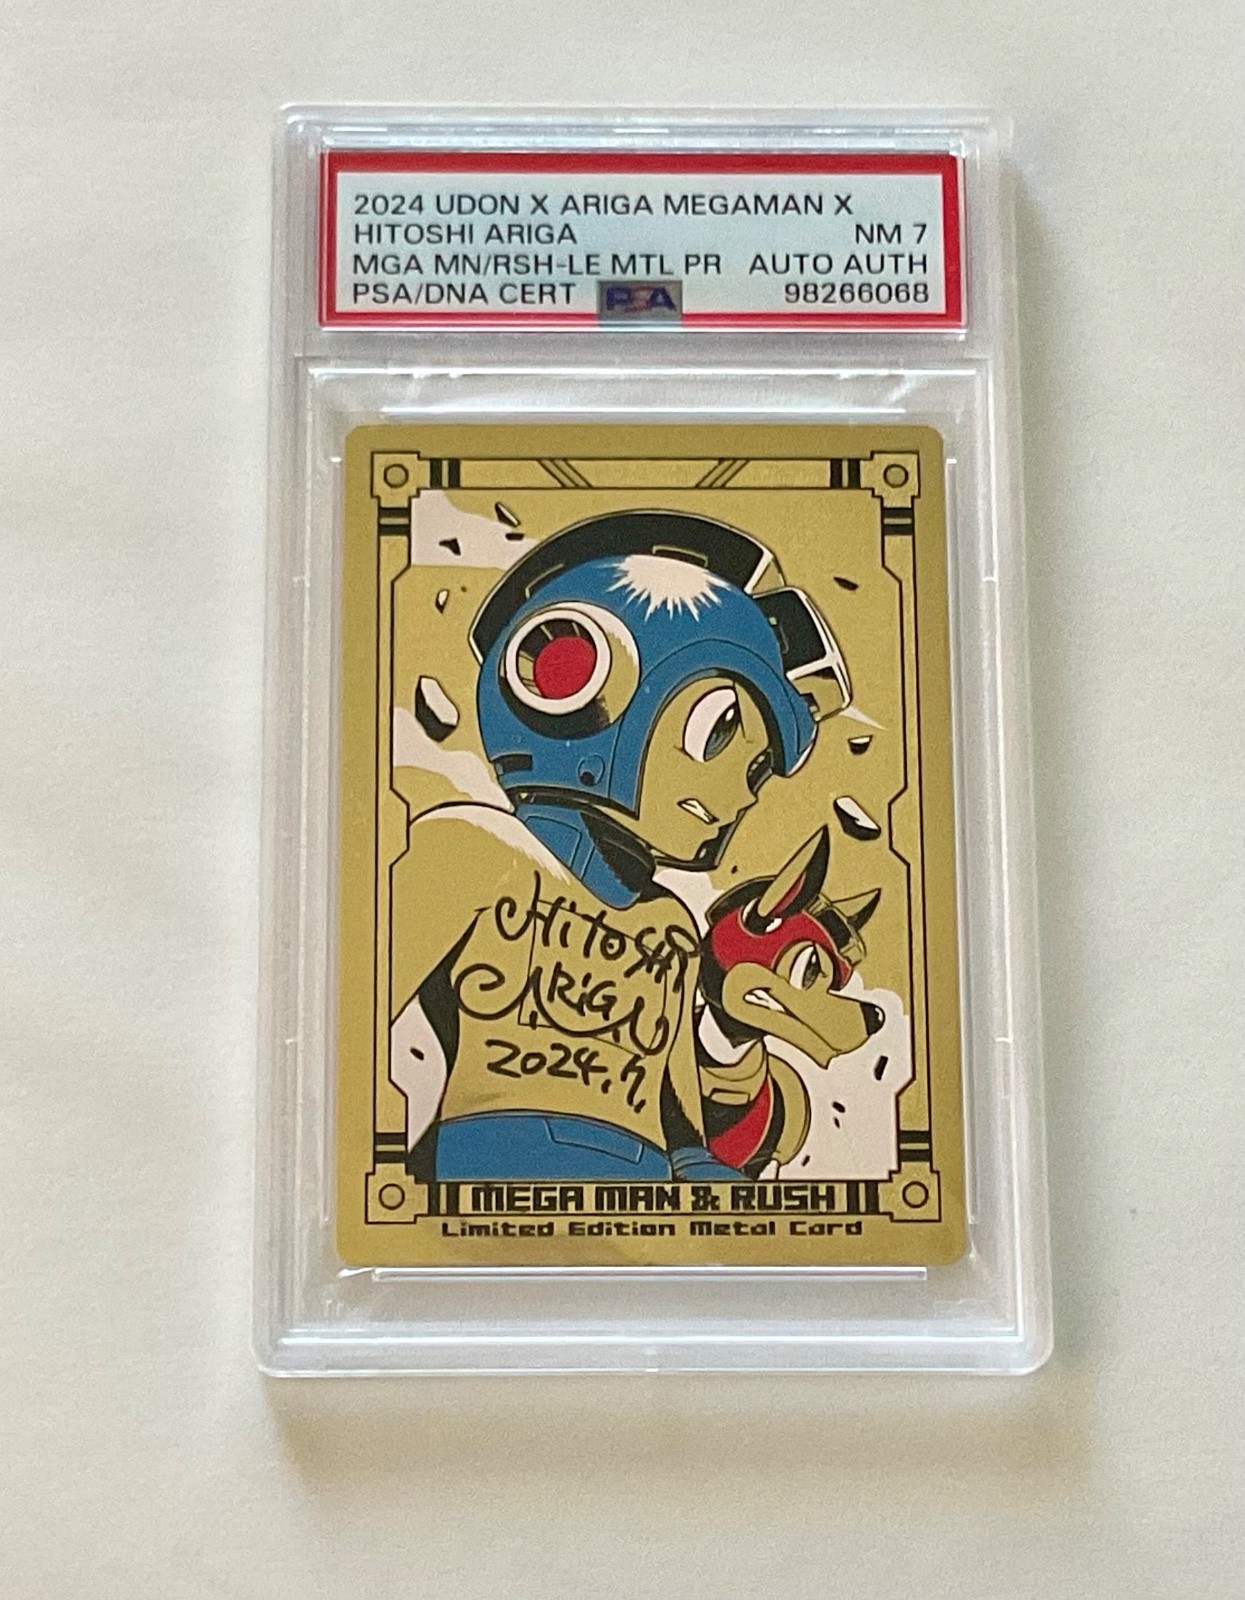 2024 UDON X ARIGA MEGAMAN X
HITOSHI ARIGA NM 7
MGA MN/RSH-LE MTL PR AUTO AUTH
PSA/DNA CERT PSA 98266068
HITOSHI
ARIGA
2024.7.
MEGA MAN & RUSH
Limited Edition Metal Card